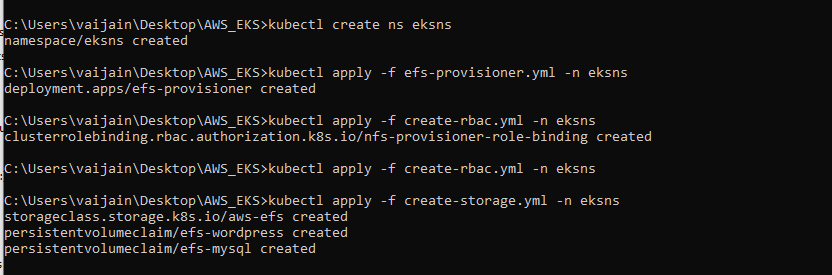 C:\Users\vaijain\Desktop\AWS_EKS>kubectl create ns eksns
namespace/eksns created
C:\Users\vaijain\Desktop\AWS_EKS>kubectl apply -f efs-provisioner.yml -n eksns
deployment.apps/efs-provisioner created
C:\Users\vaijain\Desktop\AWS_EKS>kubectl apply -f create-rbac.yml -n eksns
clusterrolebinding.rbac.authorization.k8s.io/nfs-provisioner-role-binding created
C:\Users\vaijain\Desktop\AWS_EKS>kubectl apply -f create-rbac.yml -n eksns
C:\Users\vaijain\Desktop\AWS_EKS>kubectl apply -f create-storage.yml -n eksns
storageclass.storage.k8s.io/aws-efs created
persistentvolumeclaim/efs-wordpress created
persistentvolumeclaim/efs-mysql created